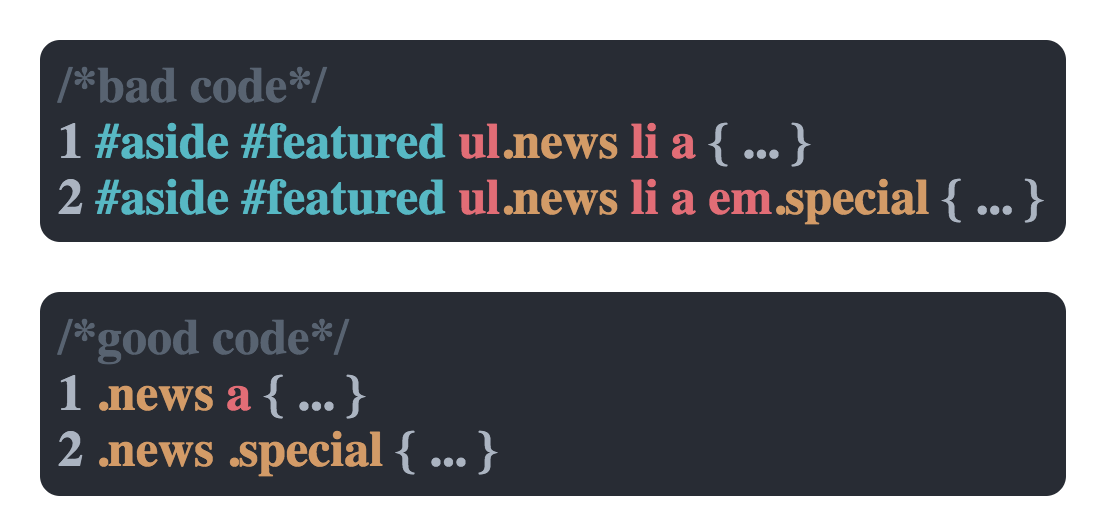 /*bad code*/
1 #aside #featured ul.news li a { ... }
2 #aside #featured ul.news li a em.special { ... }
/*good code*/
1 .news a { ... }
2 .news .special { ... }